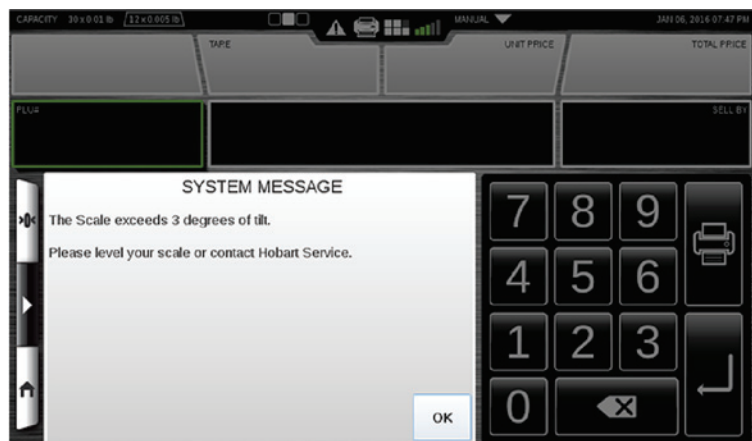 CAPACITY 30 x 0.01 lb 12 x 0.005 lb MANUAL JAN 06, 2016 07:47 PM
TARE UNIT PRICE TOTAL PRICE
PLU# SELL BY
SYSTEM MESSAGE
The Scale exceeds 3 degrees of tilt.
Please level your scale or contact Hobart Service.
OK
7 8 9
4 5 6
1 2 3
0